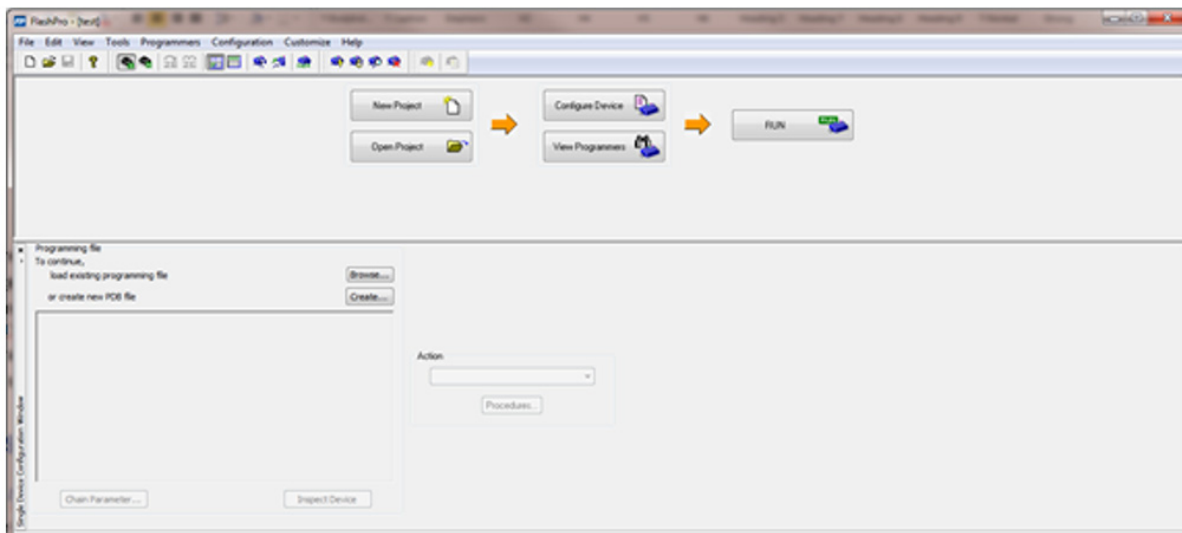 FlashPro - [test]
File Edit View Tools Programmers Configuration Customize Help
New Project
Configure Device
RUN
Open Project
View Programmers
Programming file
To continue,
load existing programming file
Browse...
or create new PDB file
Create...
Action
Procedures...
Chain Parameter...
Inspect Device
Single Device Configuration Window